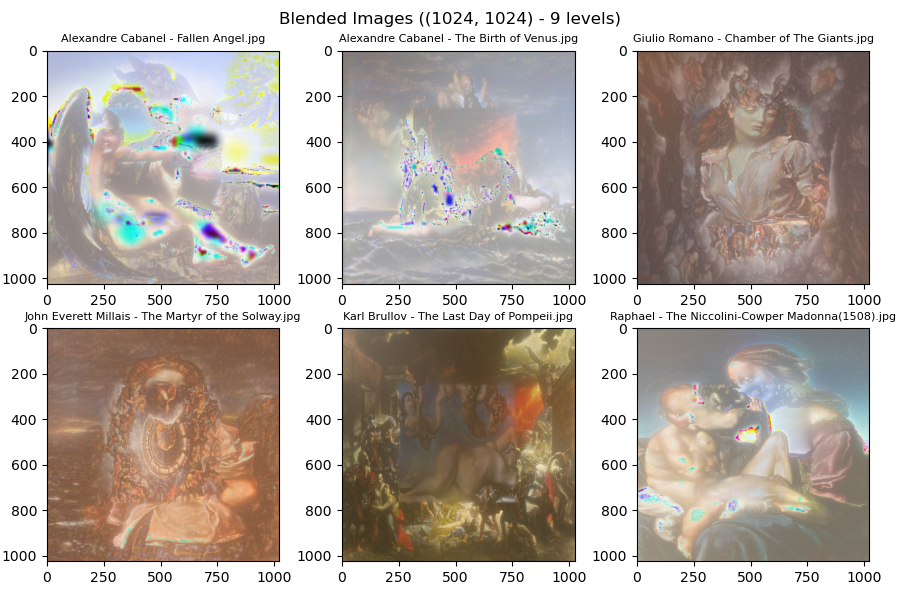 Blended Images ((1024, 1024) - 9 levels)
Alexandre Cabanel - Fallen Angel.jpg
Alexandre Cabanel - The Birth of Venus.jpg
Giulio Romano - Chamber of The Giants.jpg
0
200
400
600
800
1000
0 250 500 750 1000
0
200
400
600
800
1000
0 250 500 750 1000
0
200
400
600
800
1000
0 250 500 750 1000
John Everett Millais - The Martyr of the Solway.jpg
Karl Brullov - The Last Day of Pompeii.jpg
Raphael - The Niccolini-Cowper Madonna(1508).jpg
0
200
400
600
800
1000
0 250 500 750 1000
0
200
400
600
800
1000
0 250 500 750 1000
0
200
400
600
800
1000
0 250 500 750 1000